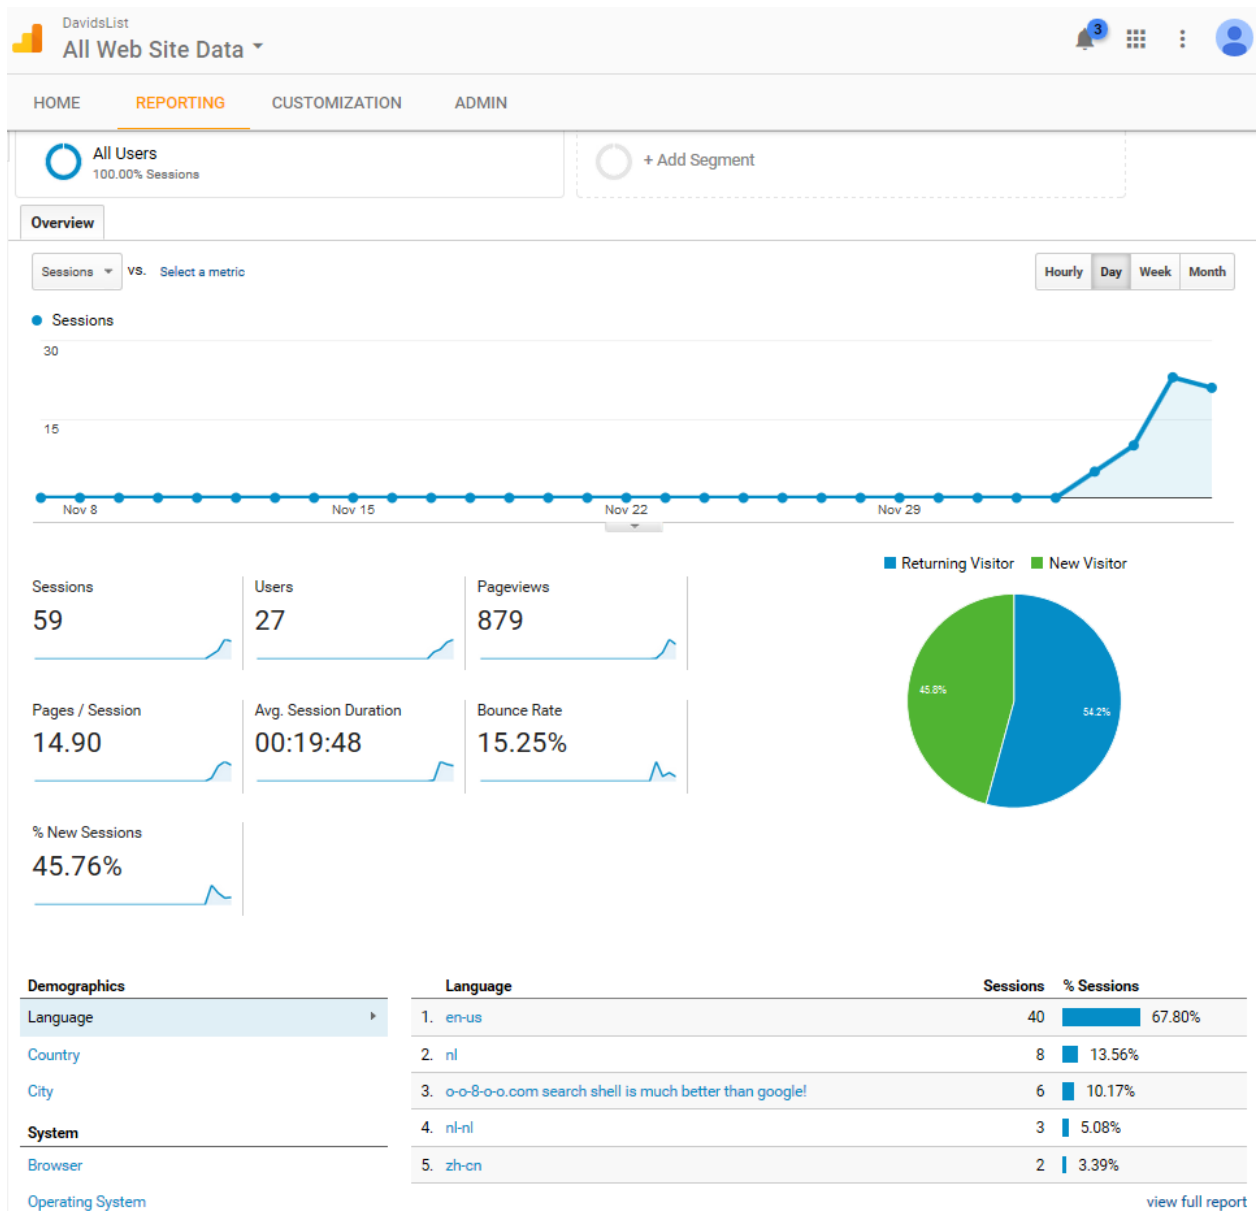 DavidsList
All Web Site Data
3
HOME REPORTING CUSTOMIZATION ADMIN
All Users
100.00% Sessions
+ Add Segment
Overview
Sessions VS. Select a metric
Hourly Day Week Month
Sessions
30
15
Nov 8 Nov 15 Nov 22 Nov 29
Returning Visitor New Visitor
45.8%
54.2%
Sessions Users Pageviews
59 27 879
Pages / Session Avg. Session Duration Bounce Rate
14.90 00:19:48 15.25%
% New Sessions
45.76%
Demographics
Language
Country
City
System
Browser
Operating System
Language Sessions % Sessions
1. en-us 40 67.80%
2. nl 8 13.56%
3. o-o-8-o-o.com search shell is much better than google! 6 10.17%
4. nl-nl 3 5.08%
5. zh-cn 2 3.39%
view full report